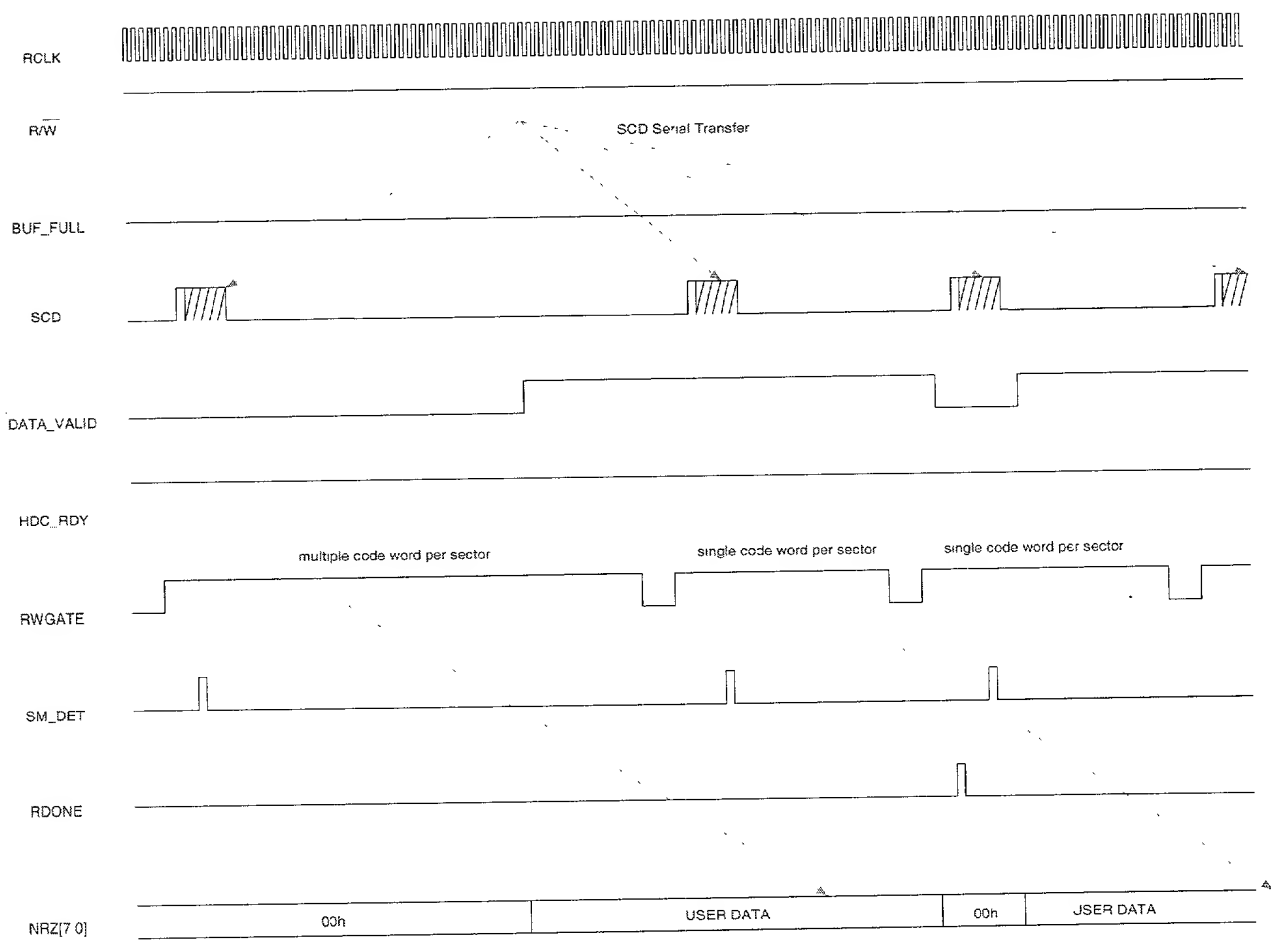 RCLK
R/W
SCD Serial Transfer
BUF_FULL
SCD
DATA_VALID
HDC_RDY
multiple code word per sector
single code word per sector
single code word per sector
RWGATE
SM_DET
RDONE
NRZ[7 0]
00h
USER DATA
00h
JSER DATA